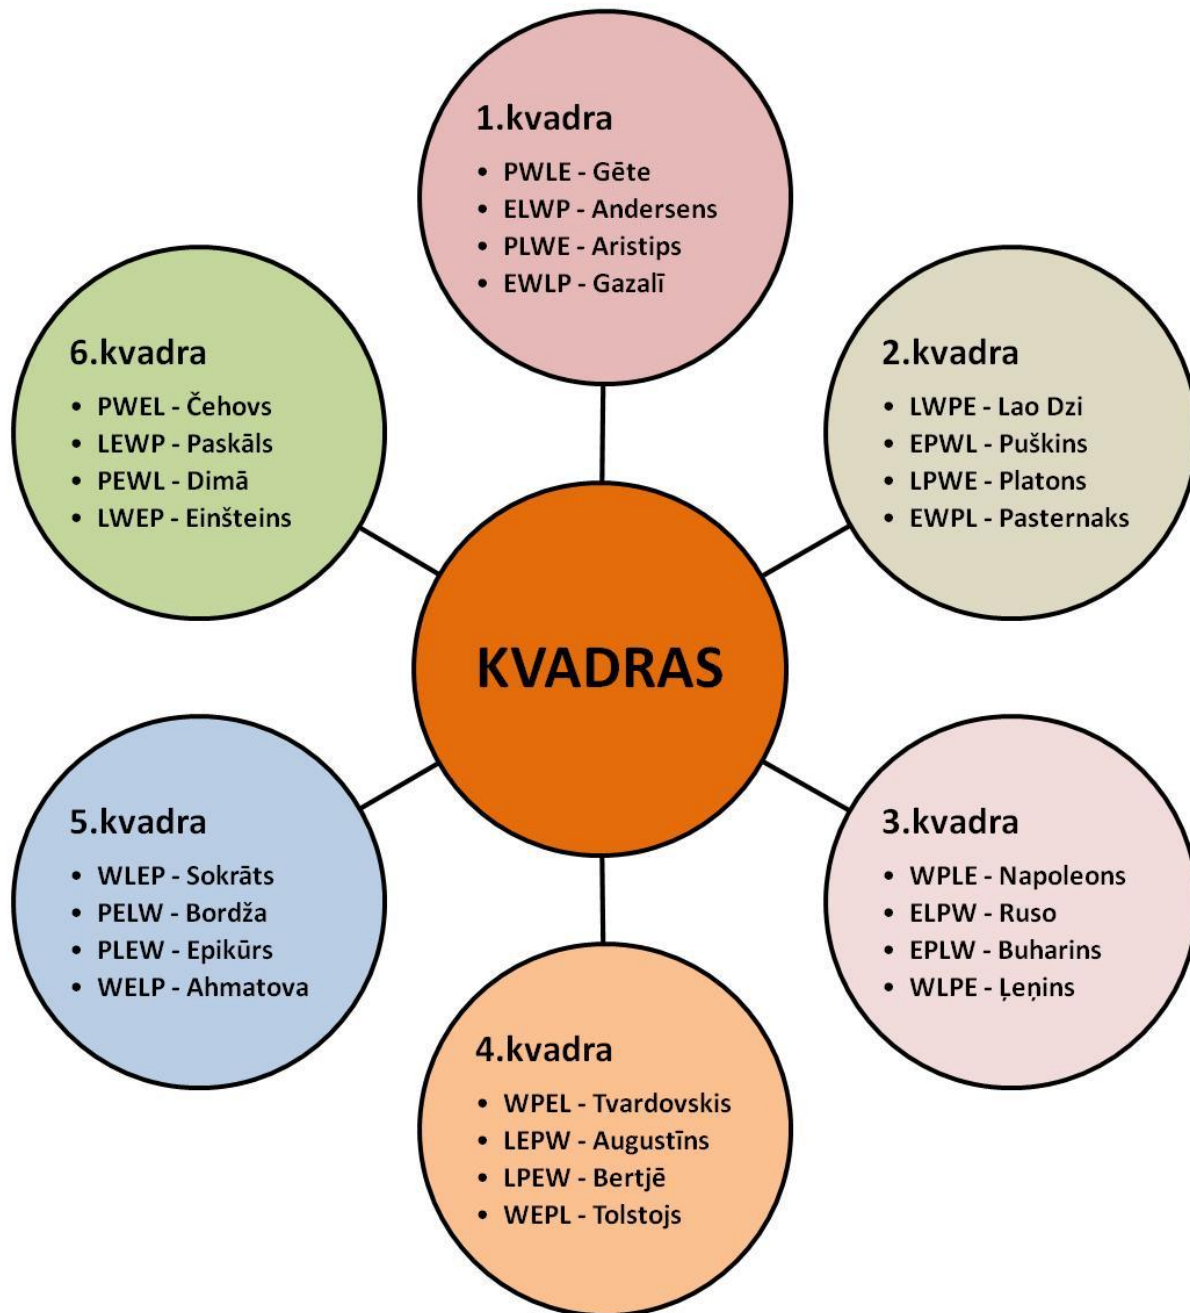 1.kvadra
• PWLE - Gēte
• ELWP - Andersens
• PLWE - Aristips
• EWLP - Gazalī
2.kvadra
• LWPE - Lao Dzi
• EPWL - Puškins
• LPWE - Platons
• EWPL - Pasternaks
3.kvadra
• WPLE - Napoleons
• ELPW - Ruso
• EPLW - Buharins
• WLPE - Ļeņins
4.kvadra
• WPEL - Tvardovskis
• LEPW - Augustīns
• LPEW - Bertjē
• WEPL - Tolstojs
5.kvadra
• WLEP - Sokrāts
• PELW - Bordža
• PLEW - Epikūrs
• WELP - Ahmatova
6.kvadra
• PWEL - Čehovs
• LEWP - Paskāls
• PEWL - Dimā
• LWEP - Einšteins
KVADRAS